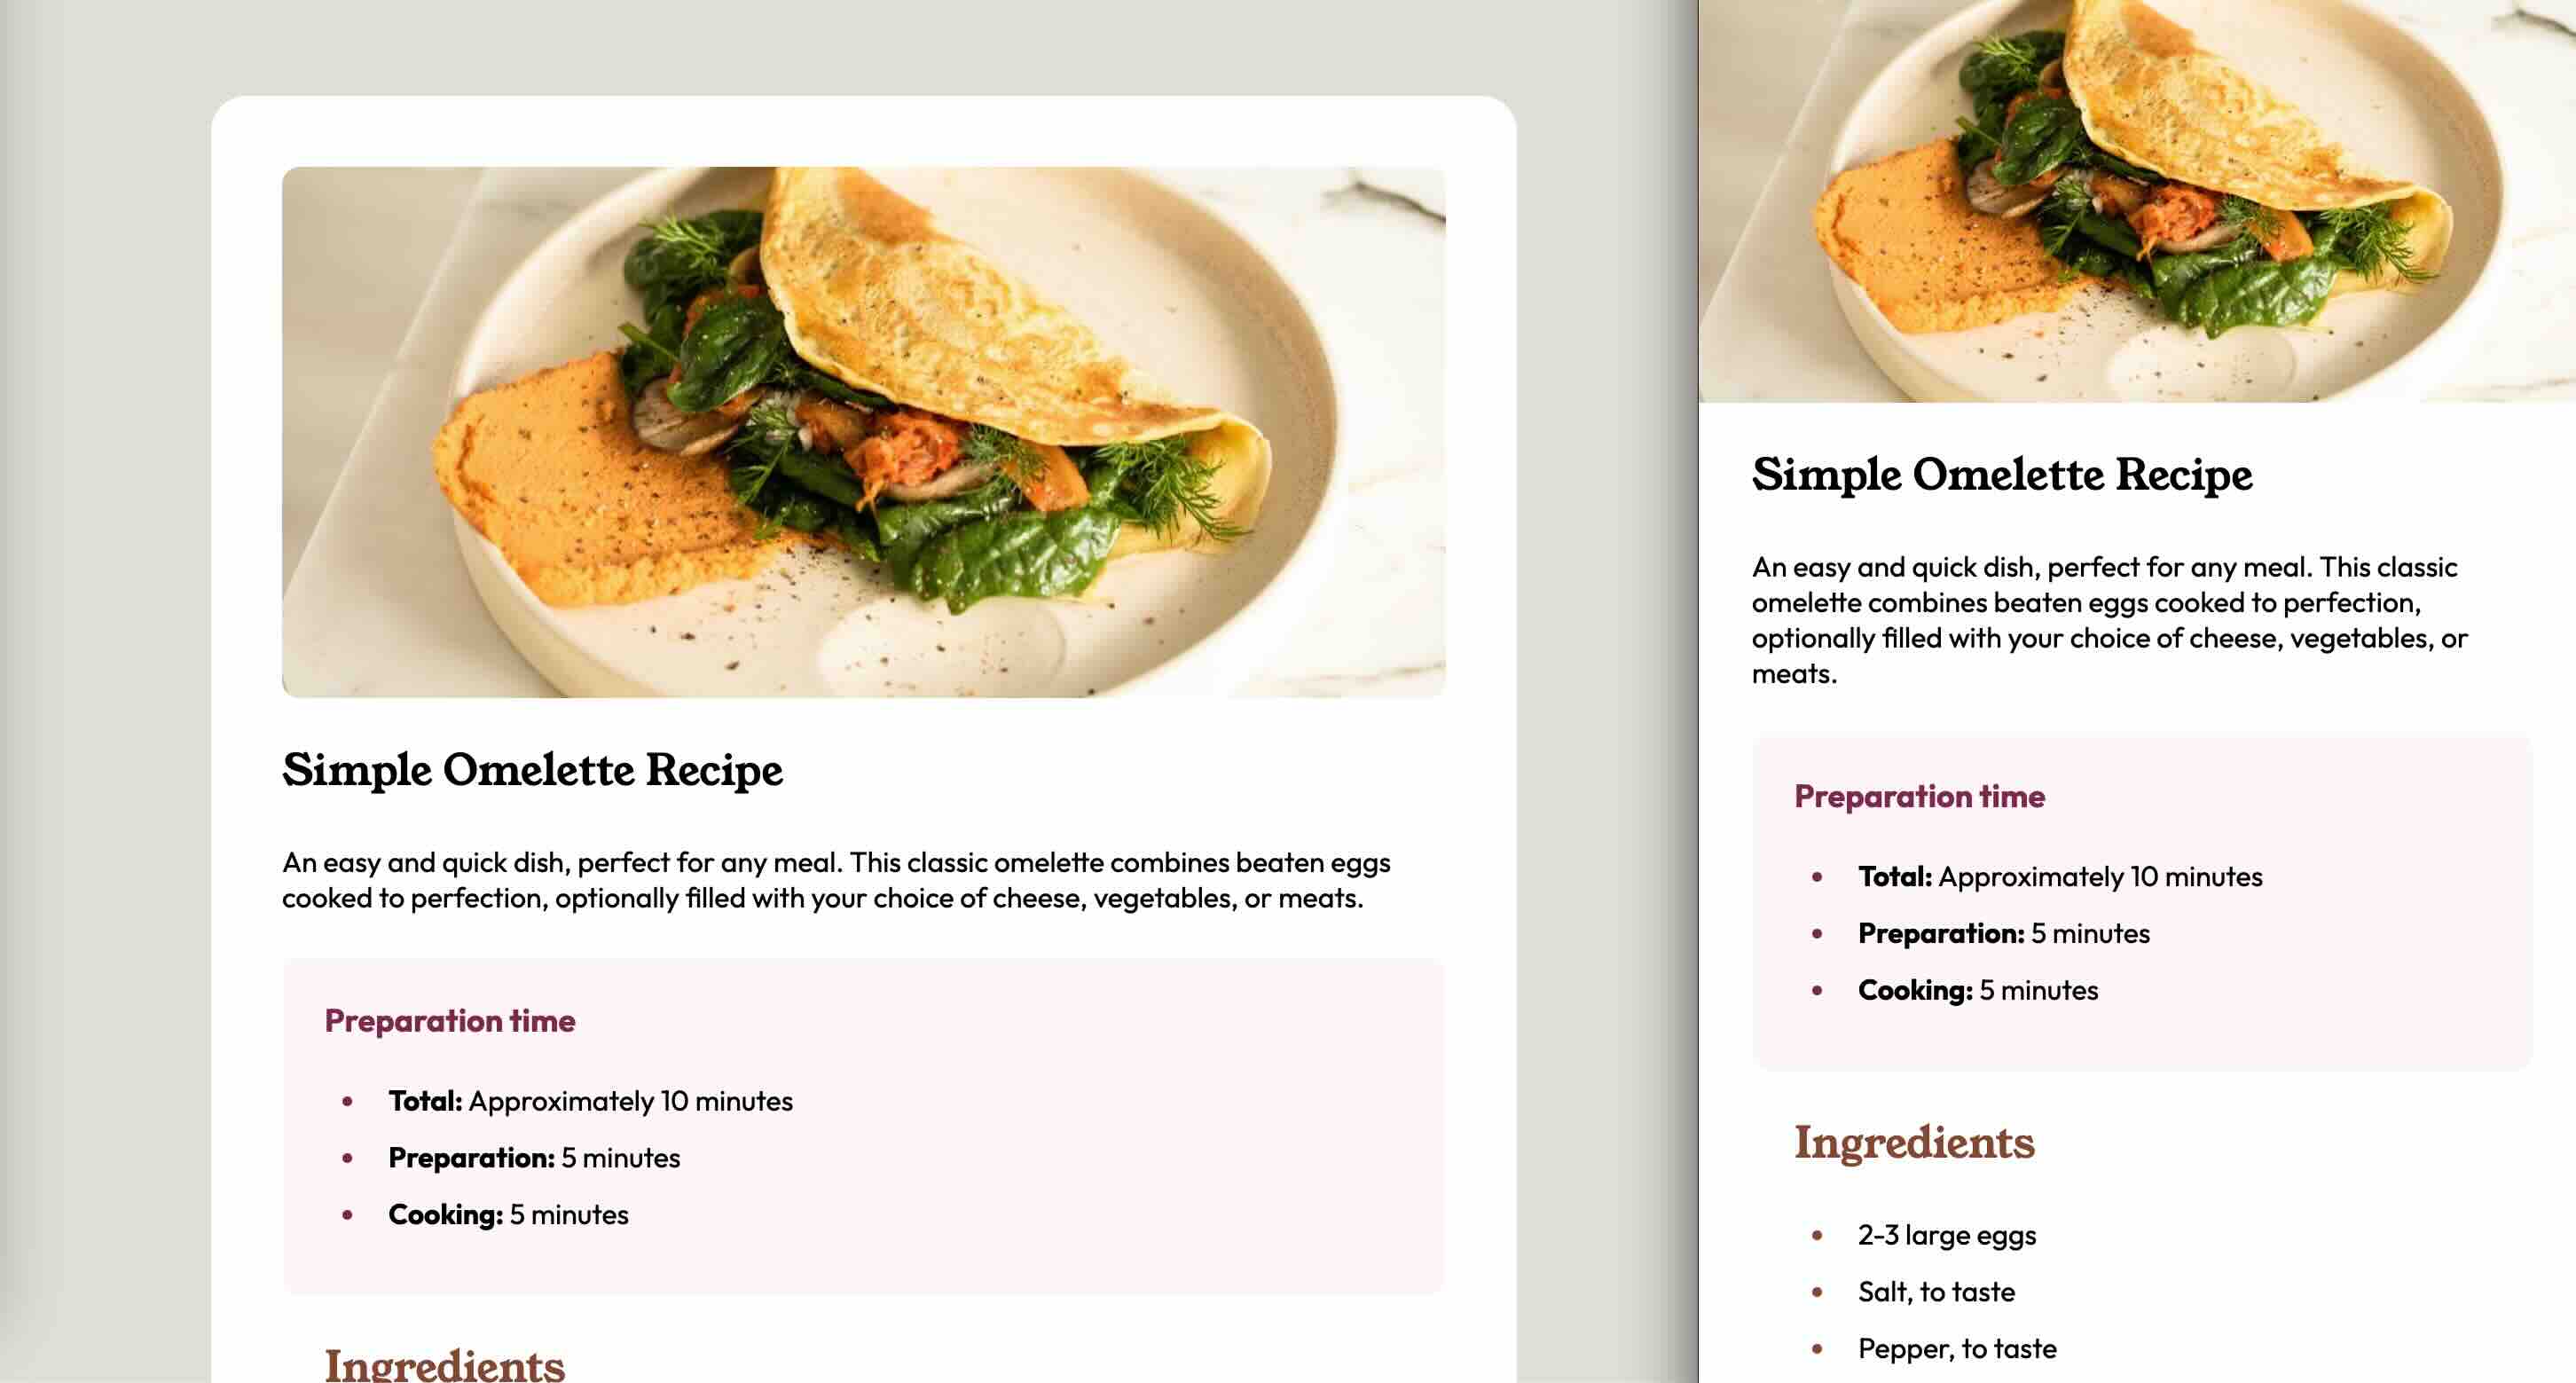 Simple Omelette Recipe
An easy and quick dish, perfect for any meal. This classic omelette combines beaten eggs
cooked to perfection, optionally filled with your choice of cheese, vegetables, or meats.
Preparation time
• Total: Approximately 10 minutes
• Preparation: 5 minutes
• Cooking: 5 minutes
Ingredients
Simple Omelette Recipe
An easy and quick dish, perfect for any meal. This classic
omelette combines beaten eggs cooked to perfection,
optionally filled with your choice of cheese, vegetables, or
meats.
Preparation time
• Total: Approximately 10 minutes
• Preparation: 5 minutes
• Cooking: 5 minutes
Ingredients
• 2-3 large eggs
• Salt, to taste
• Pepper, to taste